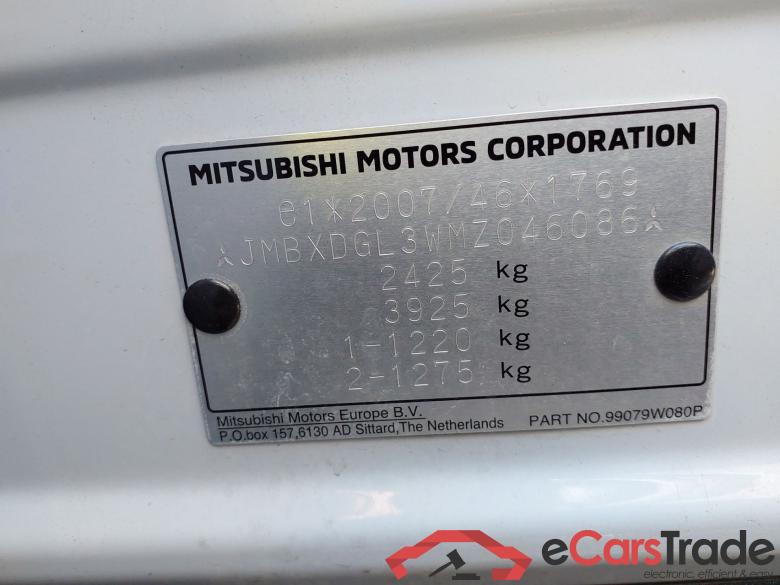 MITSUBISHI MOTORS CORPORATION
e1*2007/46*1769
*JMBXDGL3WMZ046086*
2425 kg
3925 kg
1-1220 kg
2-1275 kg
Mitsubishi Motors Europe B.V.
P.O.box 157,6130 AD Sittard,The Netherlands
PART NO.99079W080P
eCarsTrade
electronic, efficient & easy